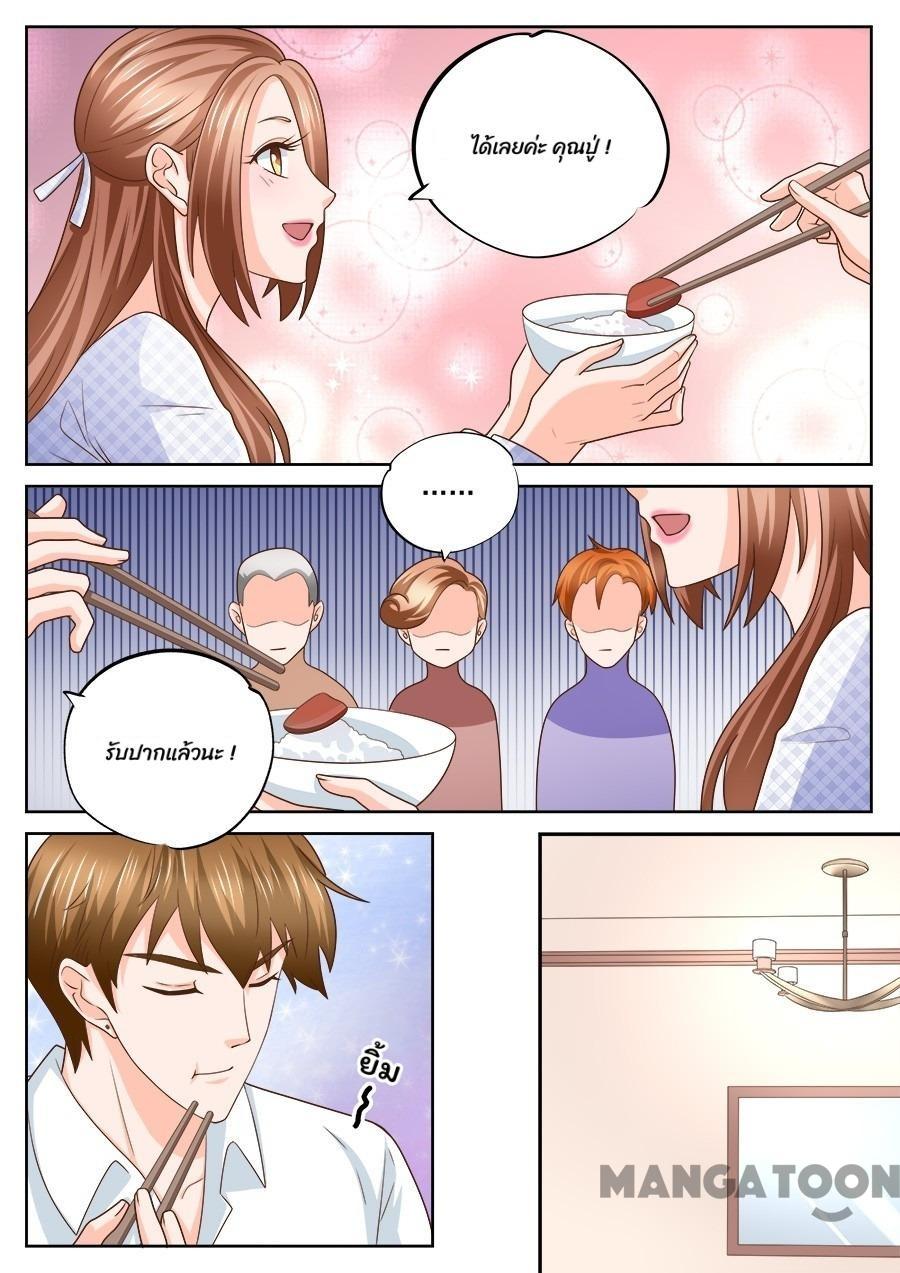 ได้เลยค่ะ คุณปู่ !
......
รับปากแล้วนะ !
ยิ้ม
MANGATOON